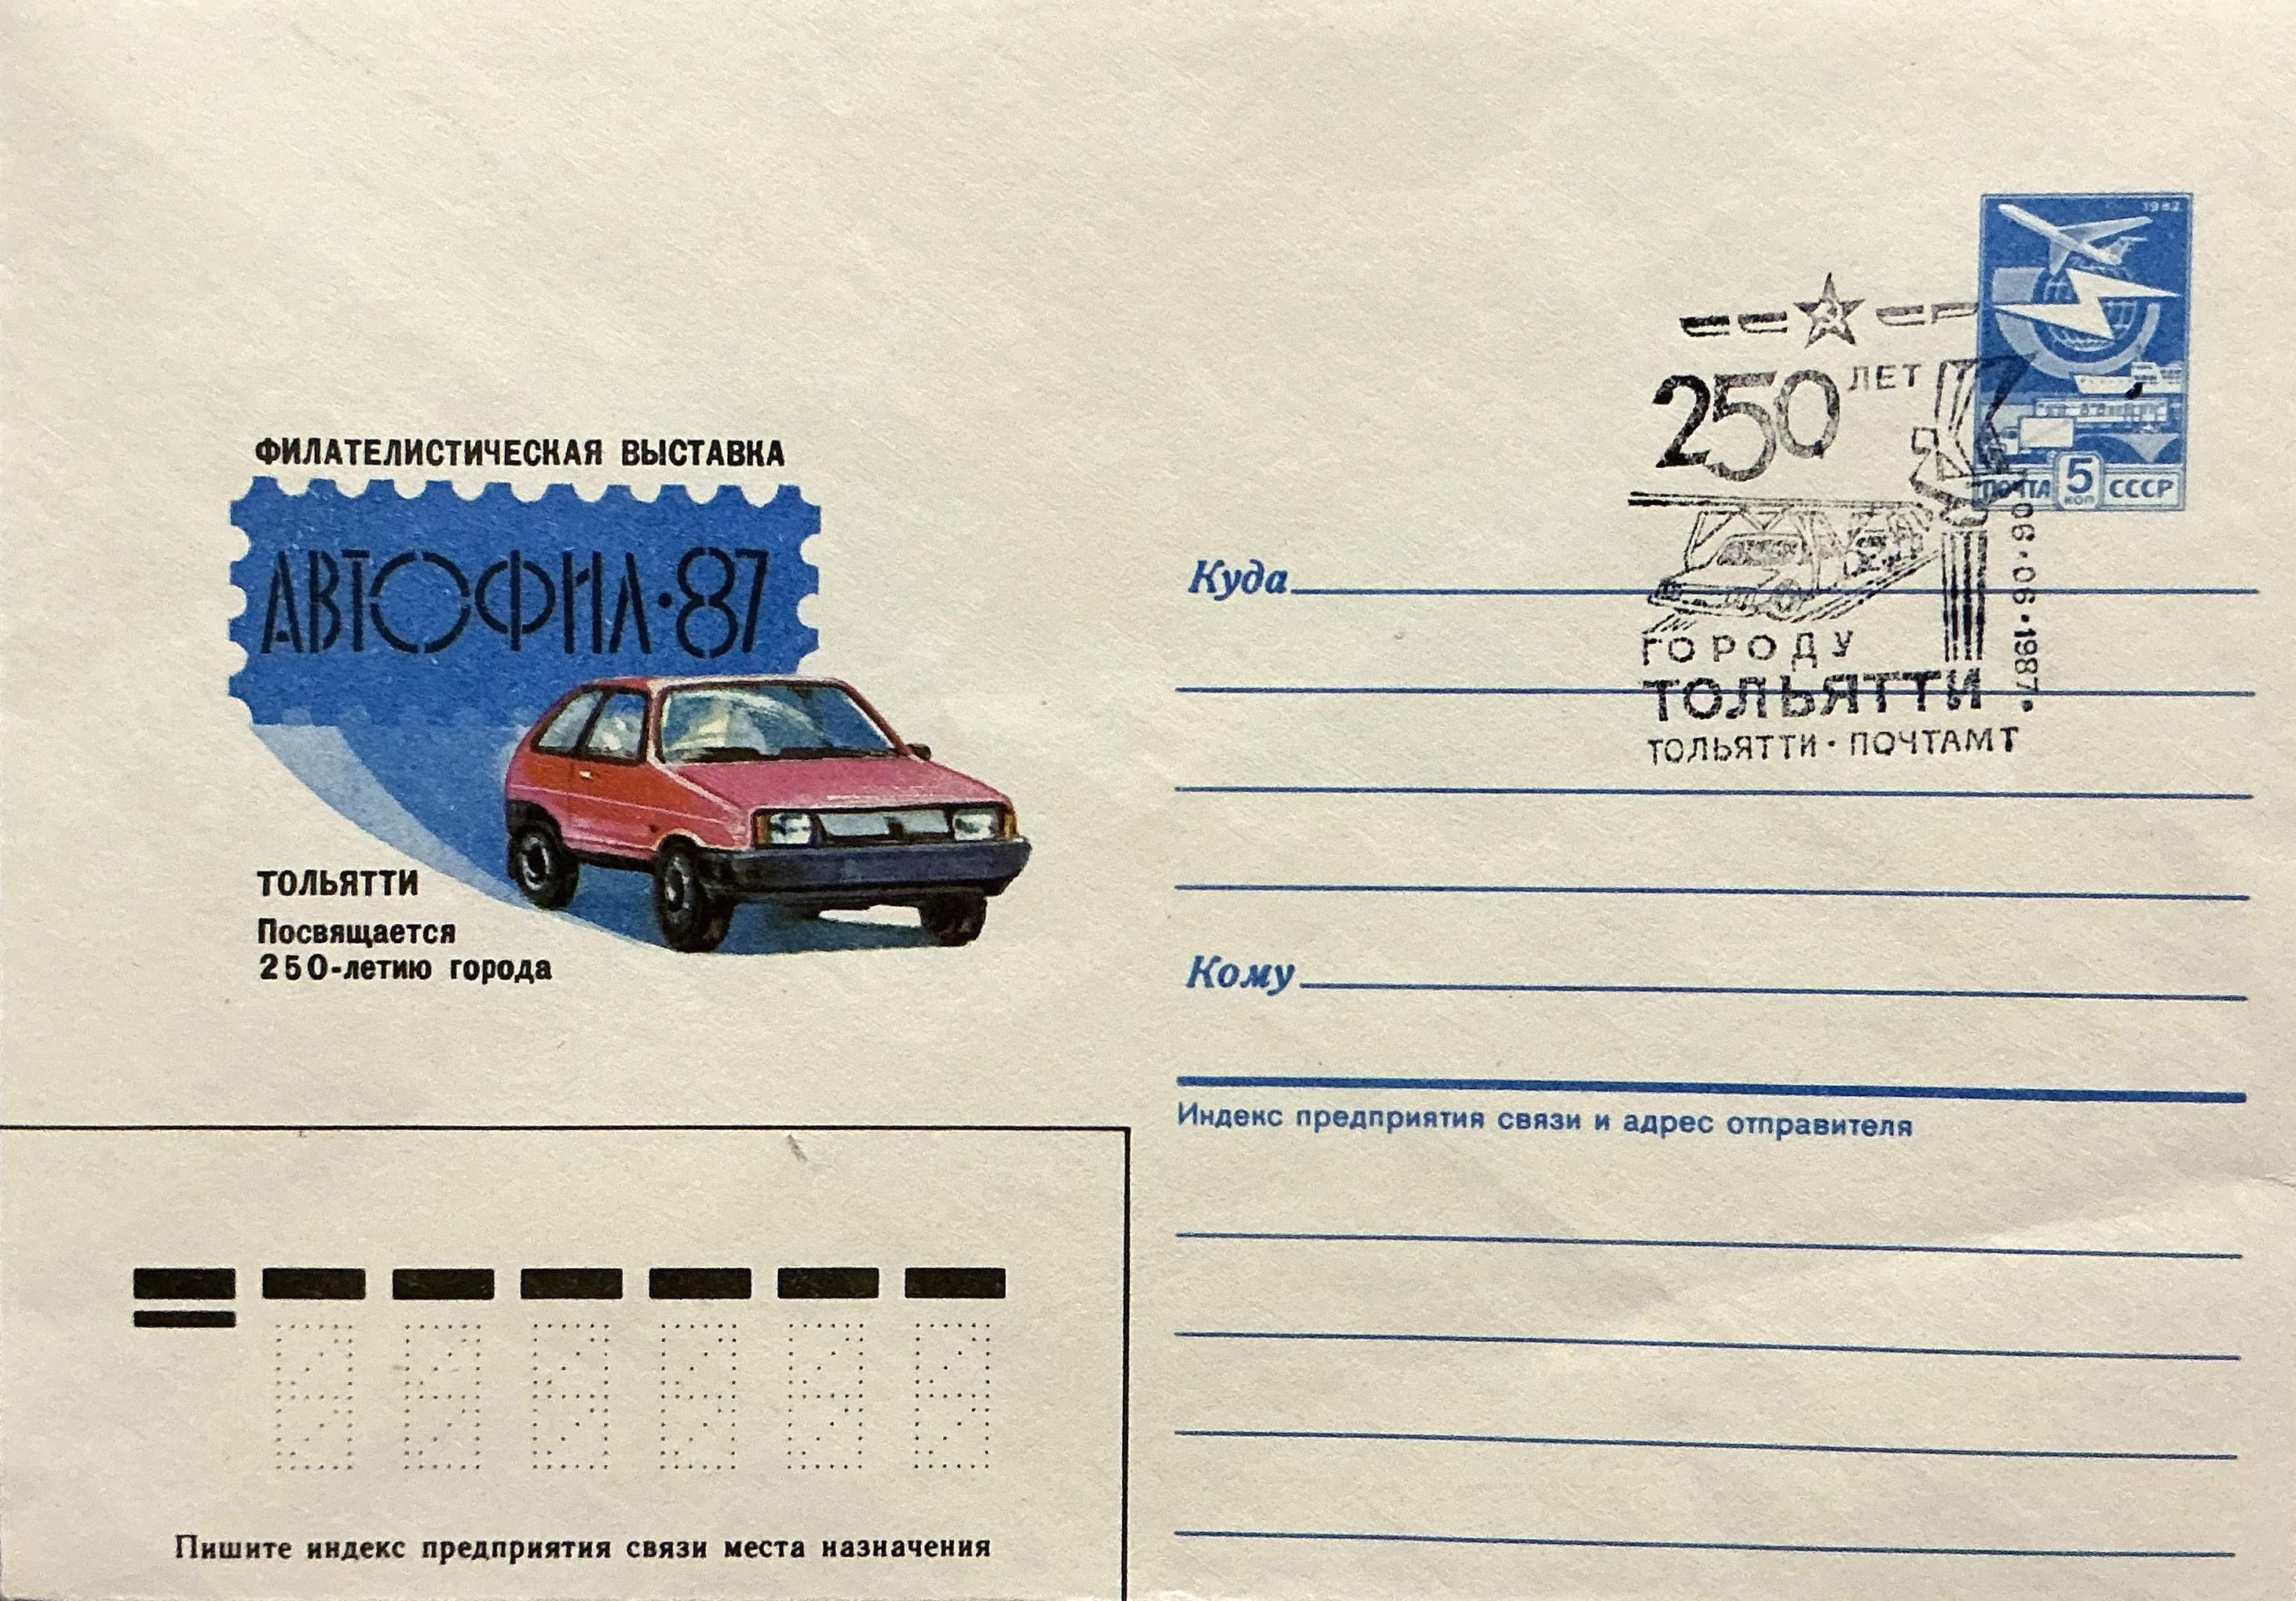 ФИЛАТЕЛИСТИЧЕСКАЯ ВЫСТАВКА
АВТОФИЛ·87
ТОЛЬЯТТИ
Посвящается
250-летию города
1982
ПОЧТА 5 коп СССР
250 ЛЕТ
ГОРОДУ
ТОЛЬЯТТИ
ТОЛЬЯТТИ · ПОЧТАМТ
06·06·1987·
Куда
Кому
Индекс предприятия связи и адрес отправителя
Пишите индекс предприятия связи места назначения